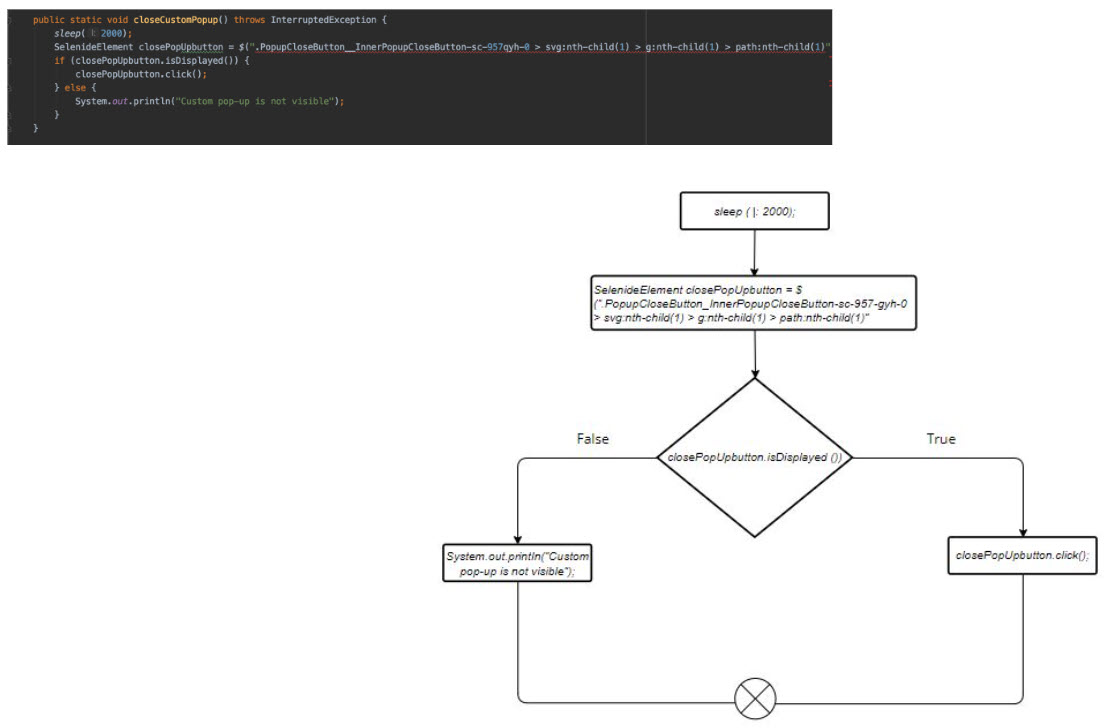 public static void closeCustomPopup() throws InterruptedException {
sleep( l: 2000);
SelenideElement closePopUpbutton = $(".PopupCloseButton__InnerPopupCloseButton-sc-957qyh-0 > svg:nth-child(1) > g:nth-child(1) > path:nth-child(1)"
if (closePopUpbutton.isDisplayed()) {
closePopUpbutton.click();
} else {
System.out.println("Custom pop-up is not visible");
}
}
sleep ( |: 2000);
SelenideElement closePopUpbutton = $
(".PopupCloseButton_InnerPopupCloseButton-sc-957-gyh-0
> svg:nth-child(1) > g:nth-child(1) > path:nth-child(1)"
False
True
closePopUpbutton.isDisplayed ())
System.out.println("Custom
pop-up is not visible");
closePopUpbutton.click();